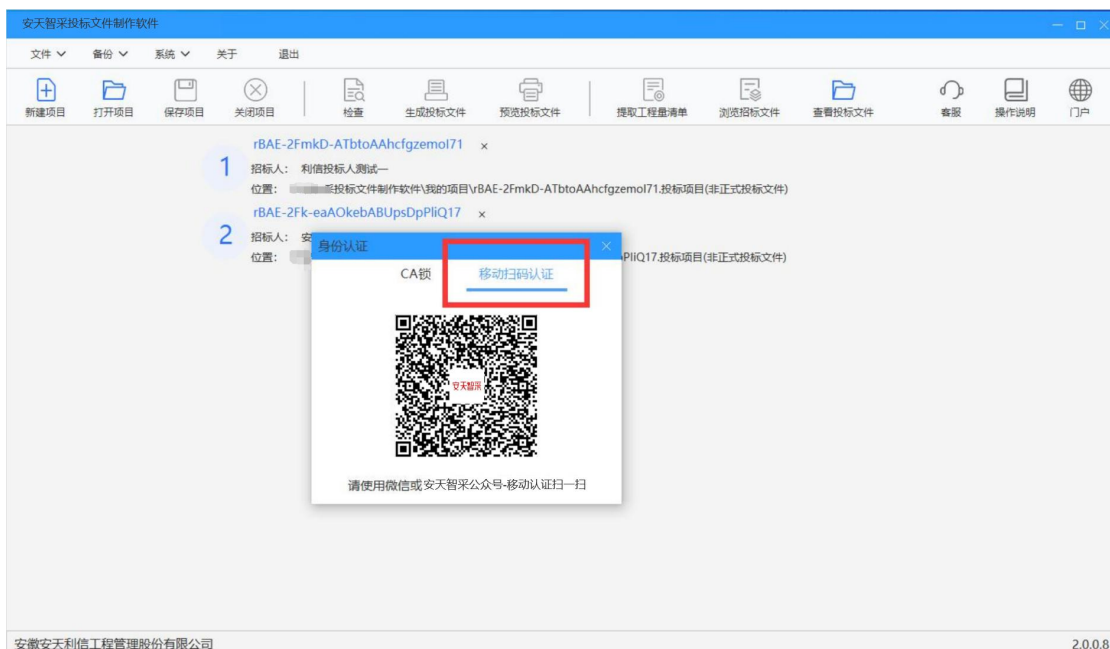 安天智采投标文件制作软件
文件 备份 系统 关于 退出
新建项目 打开项目 保存项目 关闭项目 检查 生成投标文件 预览投标文件 提取工程量清单 浏览招标文件 查看投标文件 客服 操作说明 门户
rBAE-2FmkD-ATbtoAAhcfgzemoI71 ×
1
招标人： 利信投标人测试一
位置： 投标文件制作软件\我的项目\rBAE-2FmkD-ATbtoAAhcfgzemoI71.投标项目(非正式投标文件)
rBAE-2Fk-eaAOkebABUpsDpPliQ17 ×
2
招标人： 安
位置： PliQ17.投标项目(非正式投标文件)
身份认证
CA锁 移动扫码认证
安天智采
请使用微信或安天智采公众号-移动认证扫一扫
安徽安天利信工程管理股份有限公司 2.0.0.8